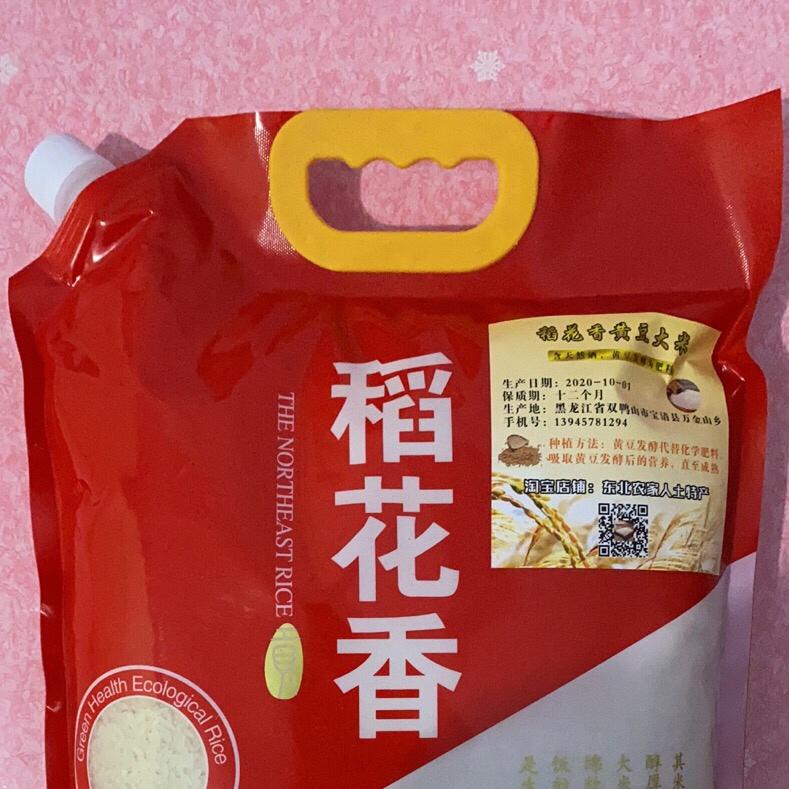 稻花香
THE NORTHEAST RICE
Green Health Ecological Rice
稻花香黄豆大米
生产日期：2020-10-01
保质期：十二个月
生产地：黑龙江省双鸭山市宝清县万金山乡
手机号：13945781294
种植方法：黄豆发酵代替化学肥料
吸取黄豆发酵后的营养，直至成熟
淘宝店铺：东北农家人土特产